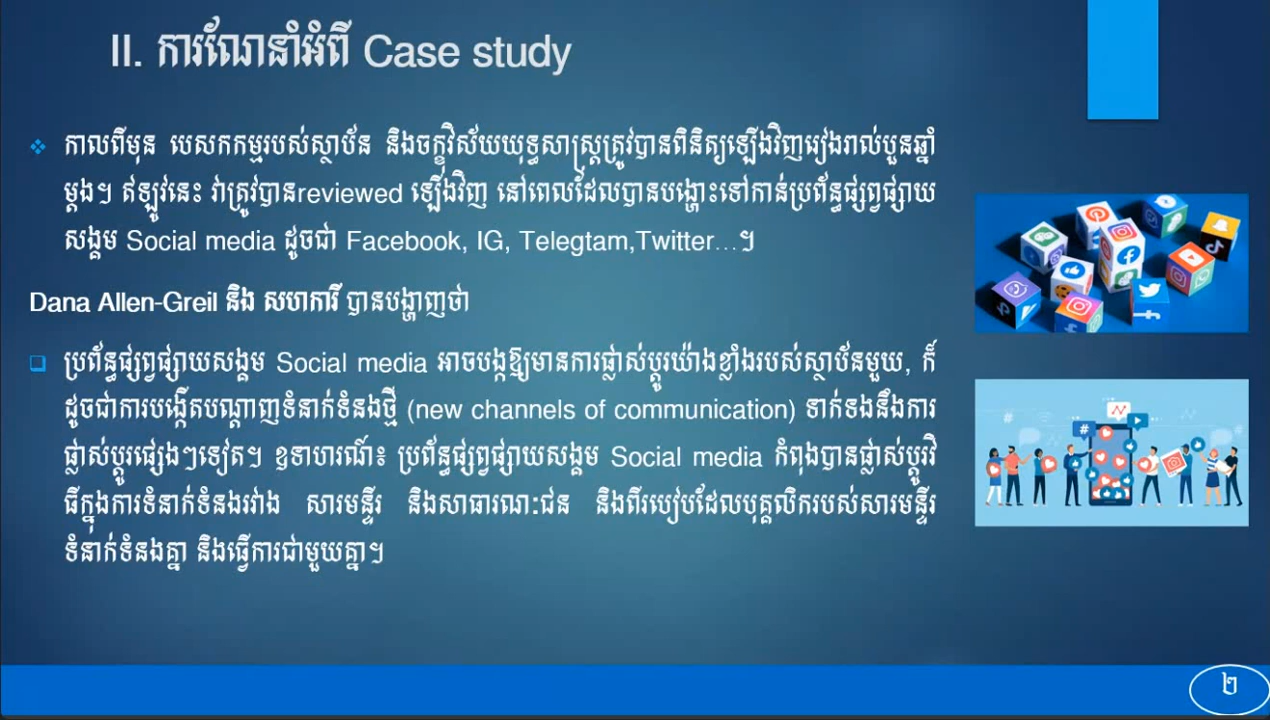 II. ការណែនាំអំពី Case study
❖ កាលពីមុន បេសកកម្មរបស់ស្ថាប័ន និងចក្ខុវិស័យយុទ្ធសាស្ត្រត្រូវបានពិនិត្យឡើងវិញរៀងរាល់បួនឆ្នាំ
ម្តង។ ឥឡូវនេះ វាត្រូវបានreviewed ឡើងវិញ នៅពេលដែលបានបង្ហោះទៅកាន់ប្រព័ន្ធផ្សព្វផ្សាយ
សង្គម Social media ដូចជា Facebook, IG, Telegtam,Twitter…។
Dana Allen-Greil និង សហការី បានបង្ហាញថា
❑ ប្រព័ន្ធផ្សព្វផ្សាយសង្គម Social media អាចបង្កឱ្យមានការផ្លាស់ប្តូរយ៉ាងខ្លាំងរបស់ស្ថាប័នមួយ, ក៏
ដូចជាការបង្កើតបណ្តាញទំនាក់ទំនងថ្មី (new channels of communication) ទាក់ទងនឹងការ
ផ្លាស់ប្តូរផ្សេងៗទៀត។ ឧទាហរណ៍៖ ប្រព័ន្ធផ្សព្វផ្សាយសង្គម Social media កំពុងបានផ្លាស់ប្តូរវិ
ធីក្នុងការទំនាក់ទំនងរវាង សារមន្ទីរ និងសាធារណៈជន និងពីរបៀបដែលបុគ្គលិករបស់សារមន្ទីរ
ទំនាក់ទំនងគ្នា និងធ្វើការជាមួយគ្នា។
២